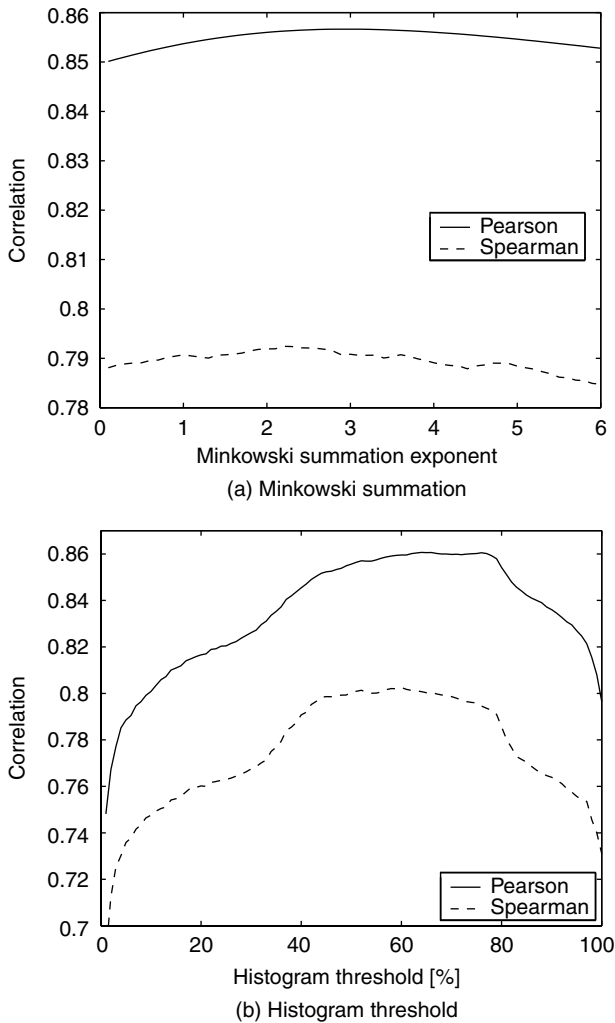 0.86
0.85
0.84
0.83
0.82
0.81
0.8
0.79
0.78
Correlation
Pearson
Spearman
0 1 2 3 4 5 6
Minkowski summation exponent
(a) Minkowski summation
0.86
0.84
0.82
0.8
0.78
0.76
0.74
0.72
0.7
Correlation
Pearson
Spearman
0 20 40 60 80 100
Histogram threshold [%]
(b) Histogram threshold